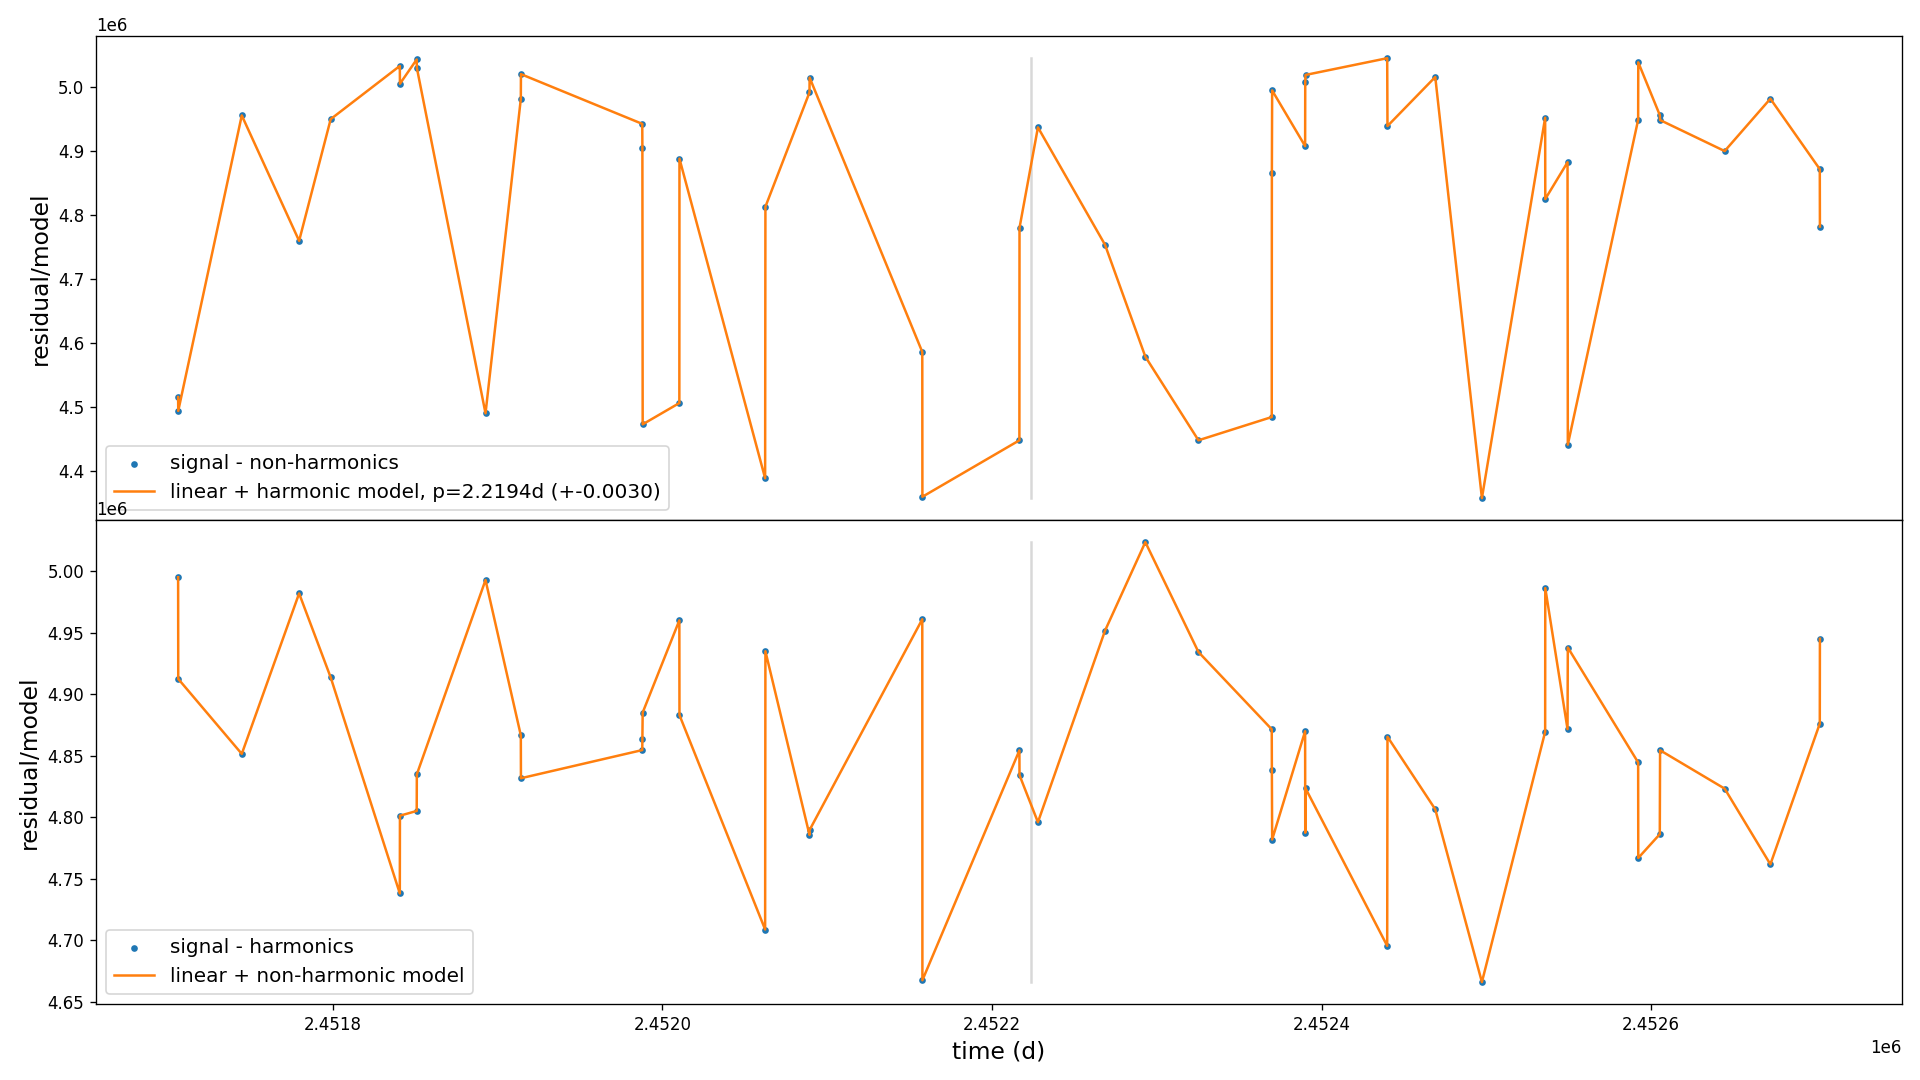 1e6
5.0
4.9
4.8
4.7
4.6
4.5
4.4
residual/model
signal - non-harmonics
linear + harmonic model, p=2.2194d (+-0.0030)
1e6
5.00
4.95
4.90
4.85
4.80
4.75
4.70
4.65
residual/model
signal - harmonics
linear + non-harmonic model
2.4518 2.4520 2.4522 2.4524 2.4526
time (d)
1e6